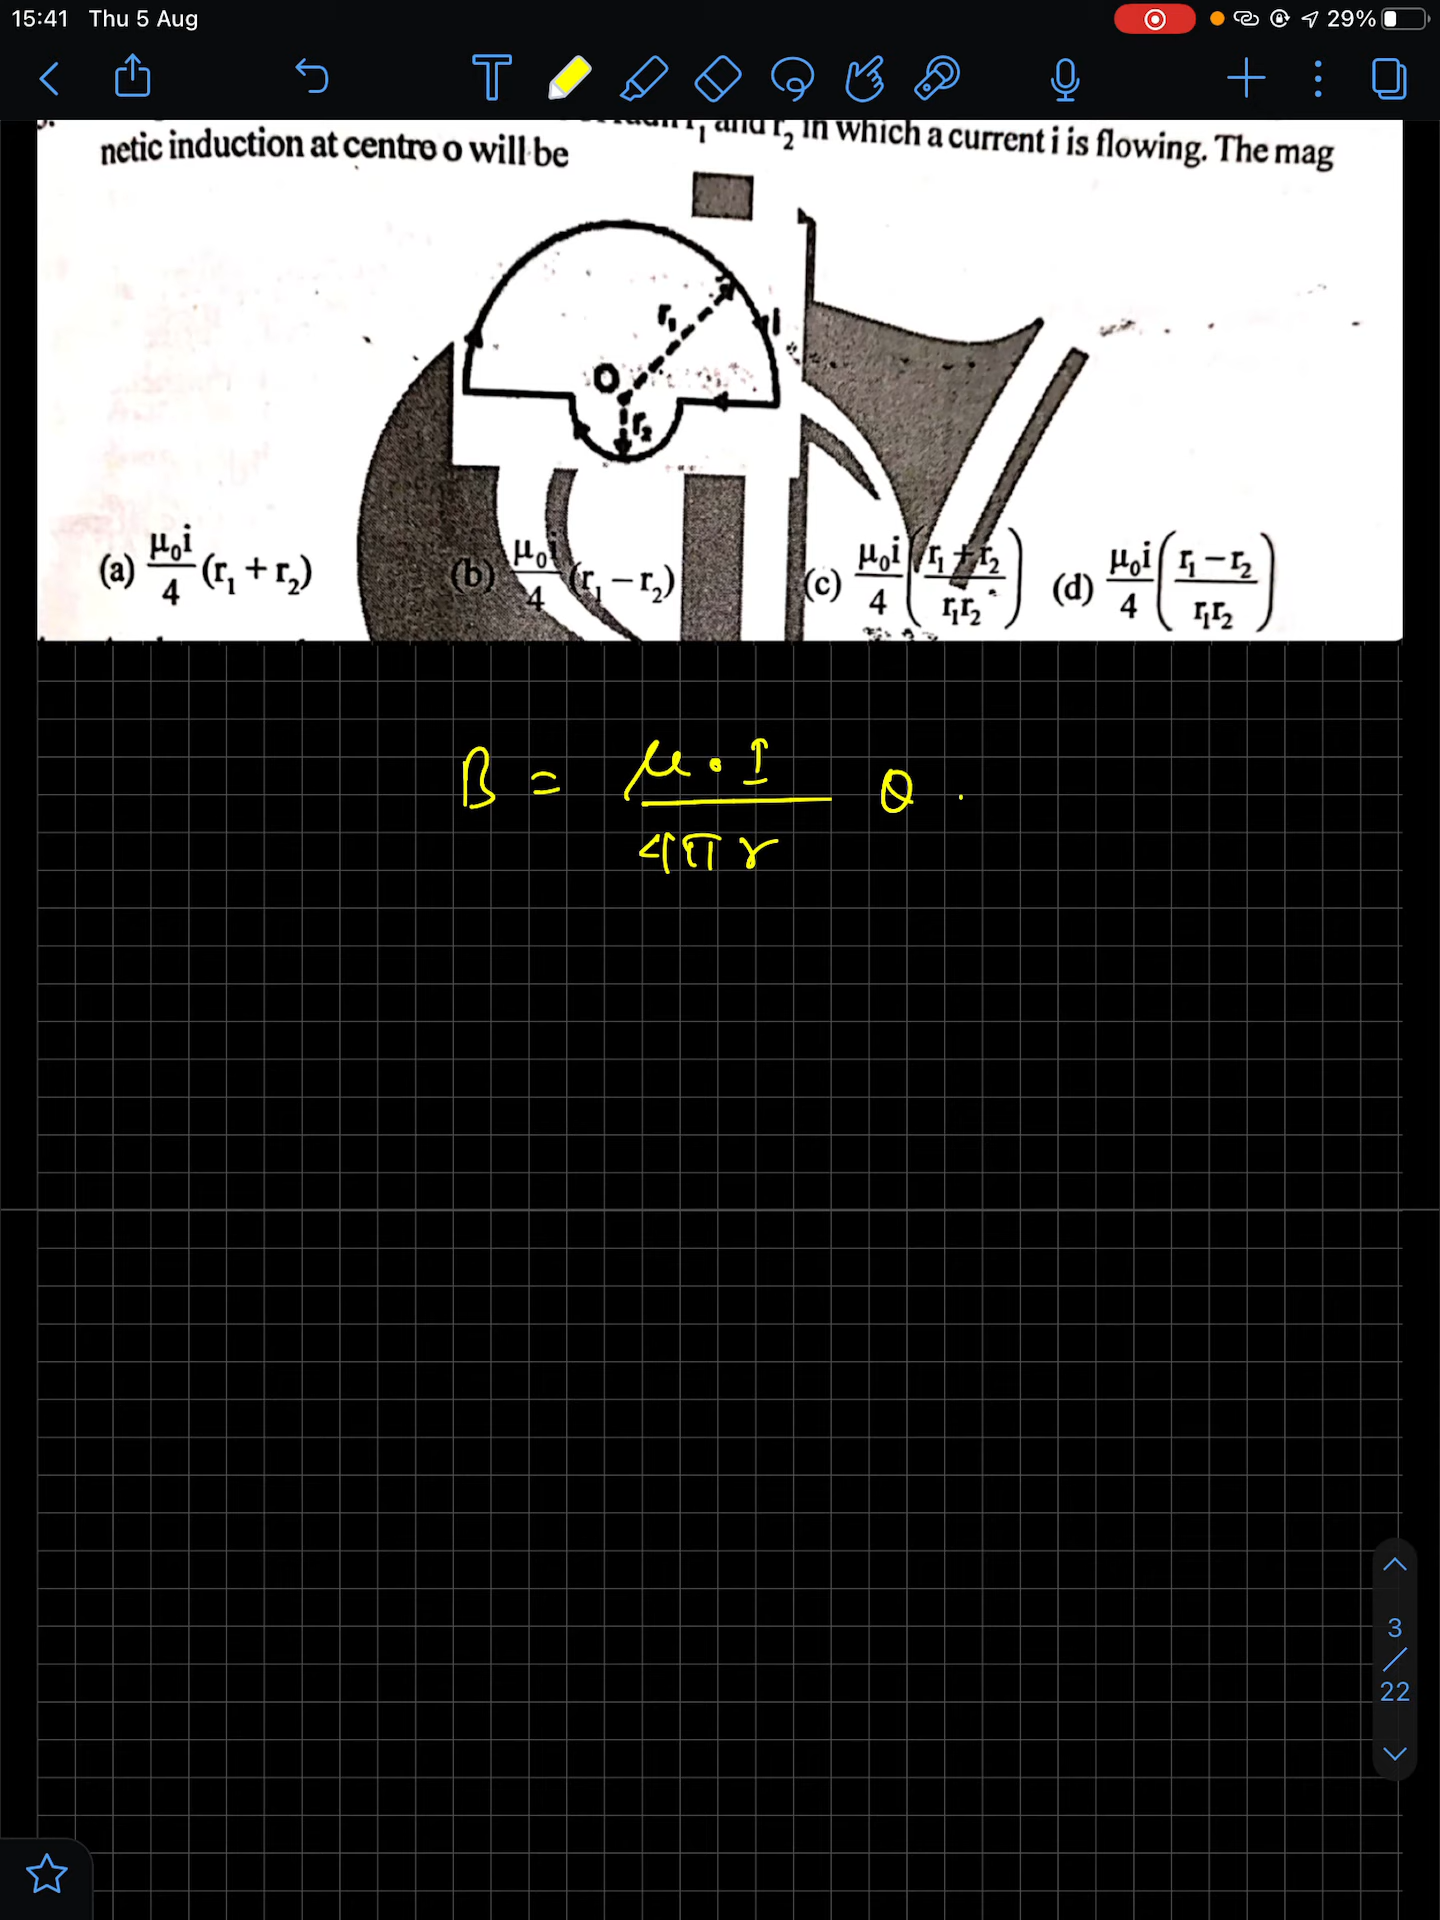 15:41 Thu 5 Aug 29%
r₁ and r₂ in which a current i is flowing. The mag
netic induction at centre o will be
r₁
i
O
r₂
(a) μ₀i/4 (r₁ + r₂) (b) μ₀i/4 (r₁ − r₂) (c) μ₀i/4 ((r₁ + r₂)/(r₁r₂)) (d) μ₀i/4 ((r₁ − r₂)/(r₁r₂))
B = μ₀I/4πr θ.
3
/
22